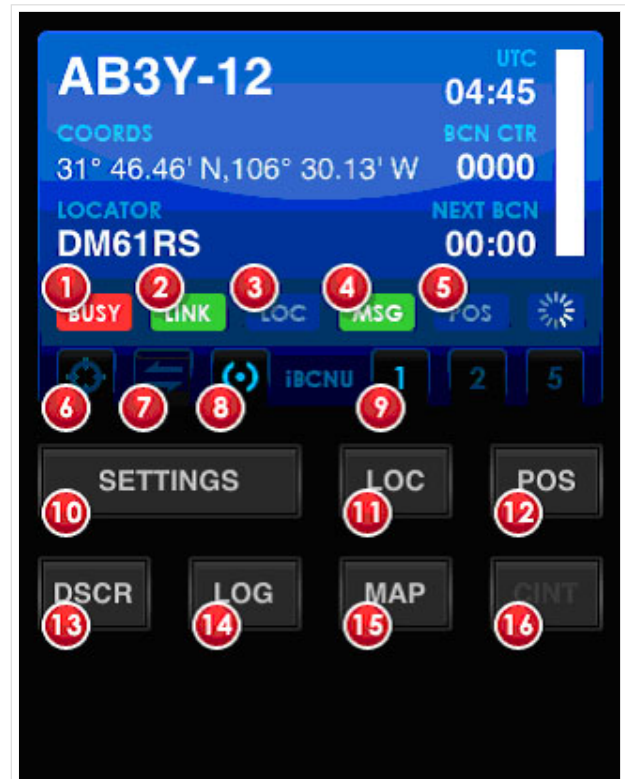 AB3Y-12 UTC 04:45
COORDS BCN CTR
31° 46.46' N,106° 30.13' W 0000
LOCATOR NEXT BCN
DM61RS 00:00
1 2 3 4 5
BUSY LINK LOC MSG POS
iBCNU 1 2 5
6 7 8 9
SETTINGS LOC POS
10 11 12
DSCR LOG MAP CINT
13 14 15 16